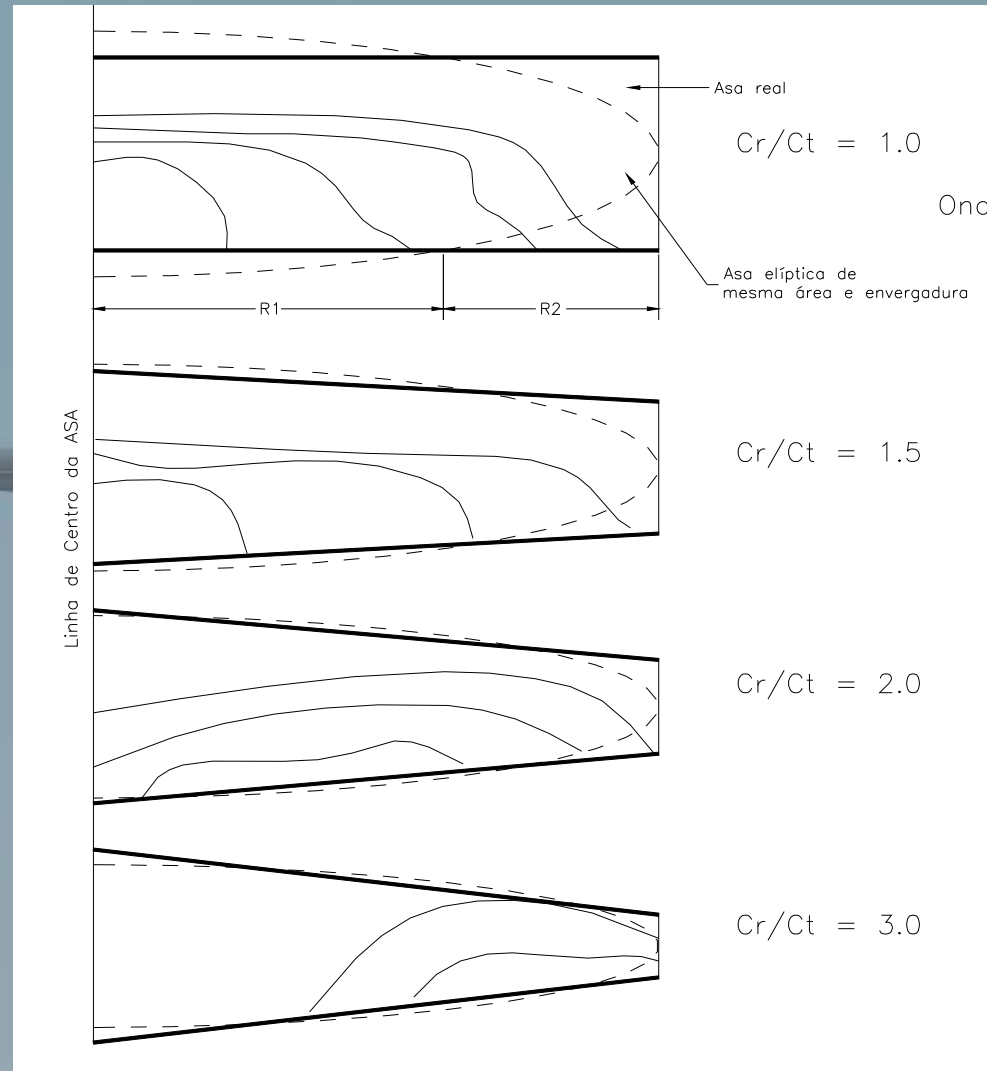 Asa real
Cr/Ct = 1.0
Asa elíptica de
mesma área e envergadura
R1
R2
Linha de Centro da ASA
Cr/Ct = 1.5
Cr/Ct = 2.0
Cr/Ct = 3.0